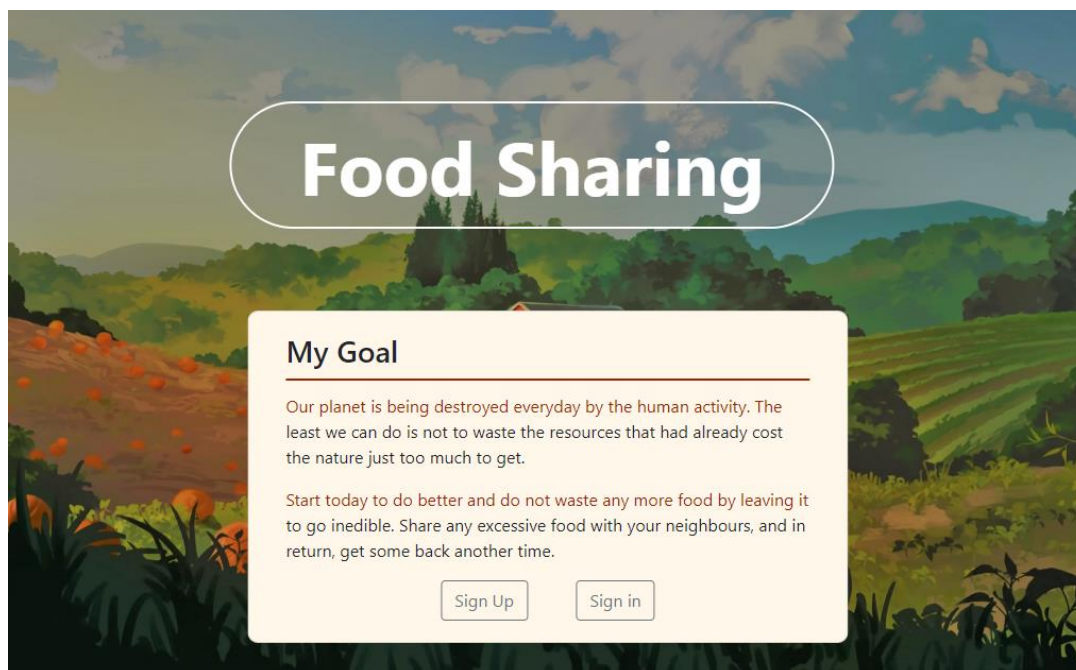 Food Sharing
My Goal
Our planet is being destroyed everyday by the human activity. The
least we can do is not to waste the resources that had already cost
the nature just too much to get.
Start today to do better and do not waste any more food by leaving it
to go inedible. Share any excessive food with your neighbours, and in
return, get some back another time.
Sign Up
Sign in